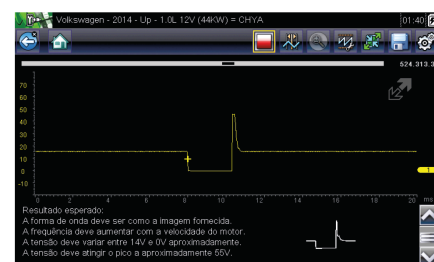 Volkswagen - 2014 - Up - 1.0L 12V (44KW) = CHYA
01:40
524.313.3
70
60
50
40
30
20
10
0
-10
1
0 2 4 6 8 10 12 14 16 18 20 ms
Resultado esperado:
A forma de onda deve ser como a imagem fornecida.
A frequência deve aumentar com a velocidade do motor.
A tensão deve variar entre 14V e 0V aproximadamente.
A tensão deve atingir o pico a aproximadamente 55V.